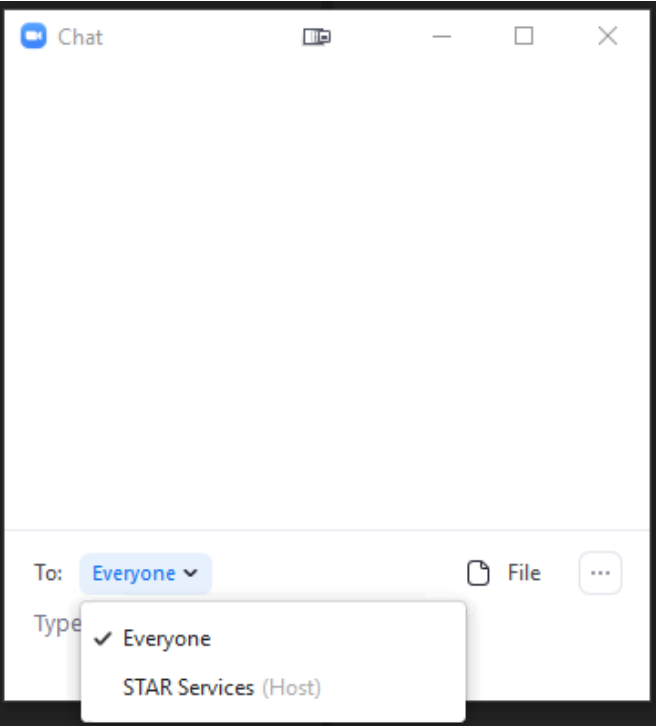 Chat
To: Everyone File ...
Type
Everyone
STAR Services (Host)